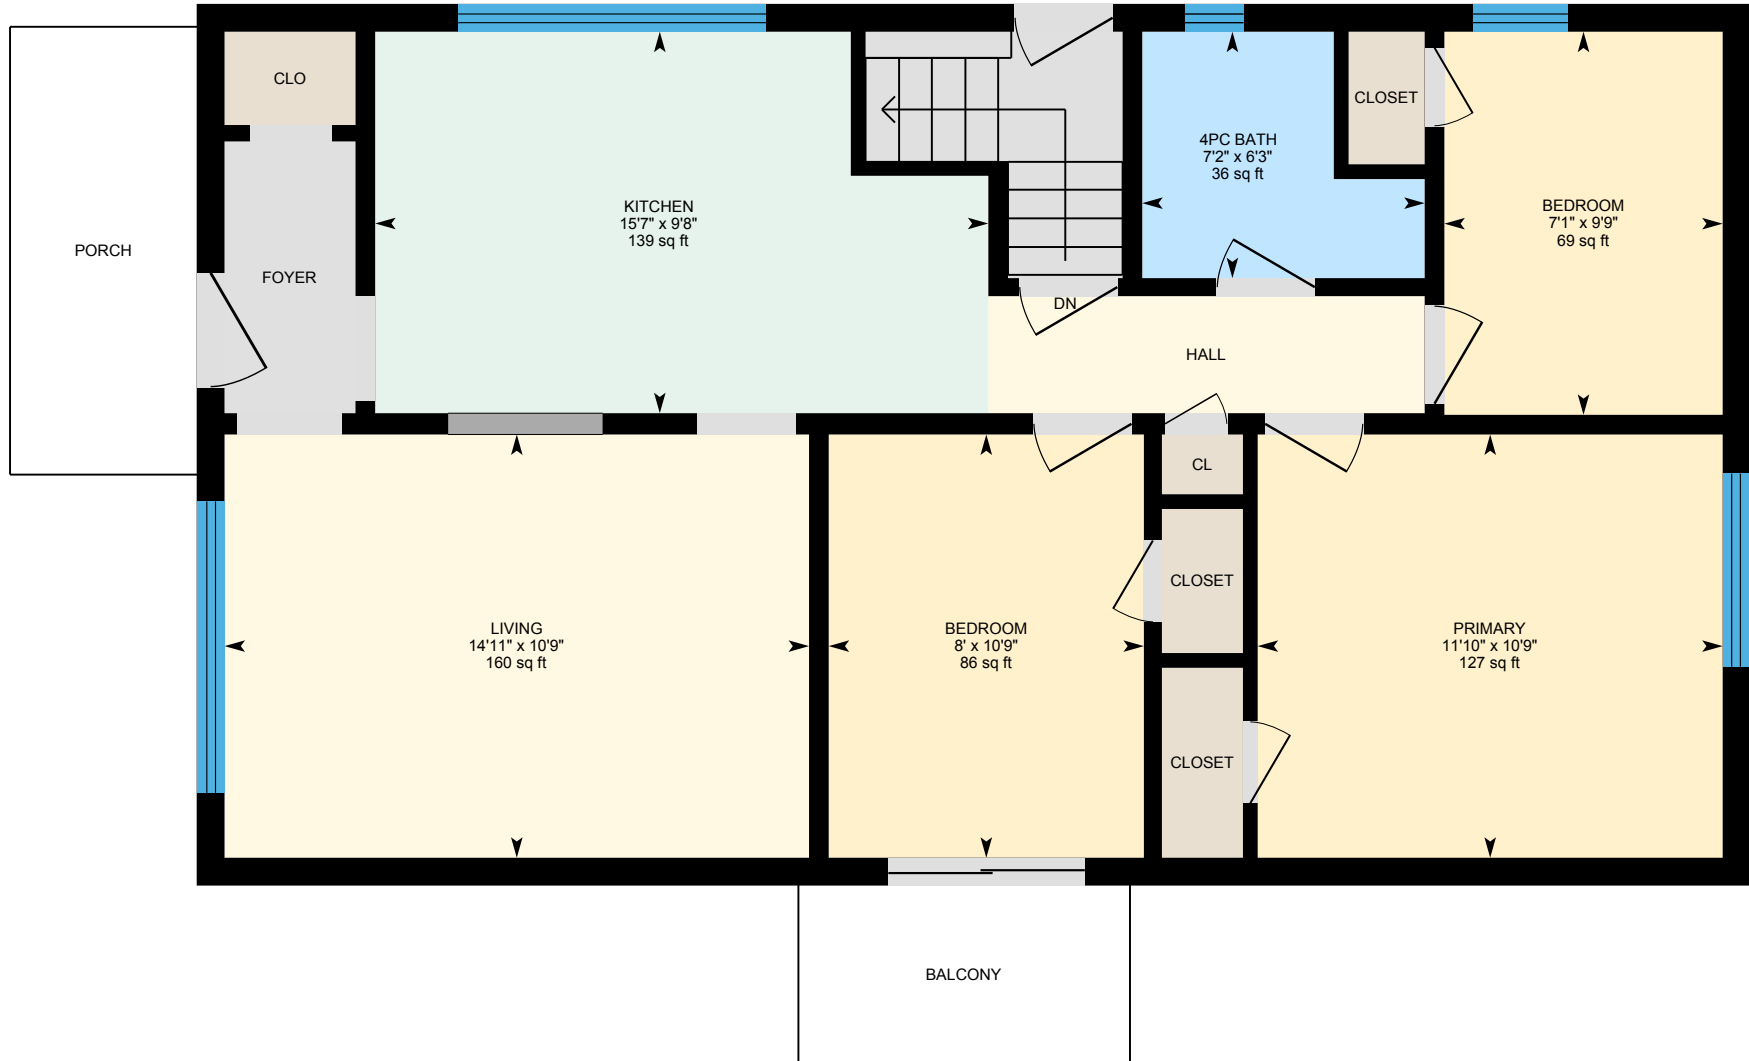 CLO
CLOSET
4PC BATH
7'2" x 6'3"
36 sq ft
KITCHEN
15'7" x 9'8"
139 sq ft
BEDROOM
7'1" x 9'9"
69 sq ft
PORCH
FOYER
DN
HALL
CL
CLOSET
LIVING
14'11" x 10'9"
160 sq ft
BEDROOM
8' x 10'9"
86 sq ft
PRIMARY
11'10" x 10'9"
127 sq ft
CLOSET
BALCONY